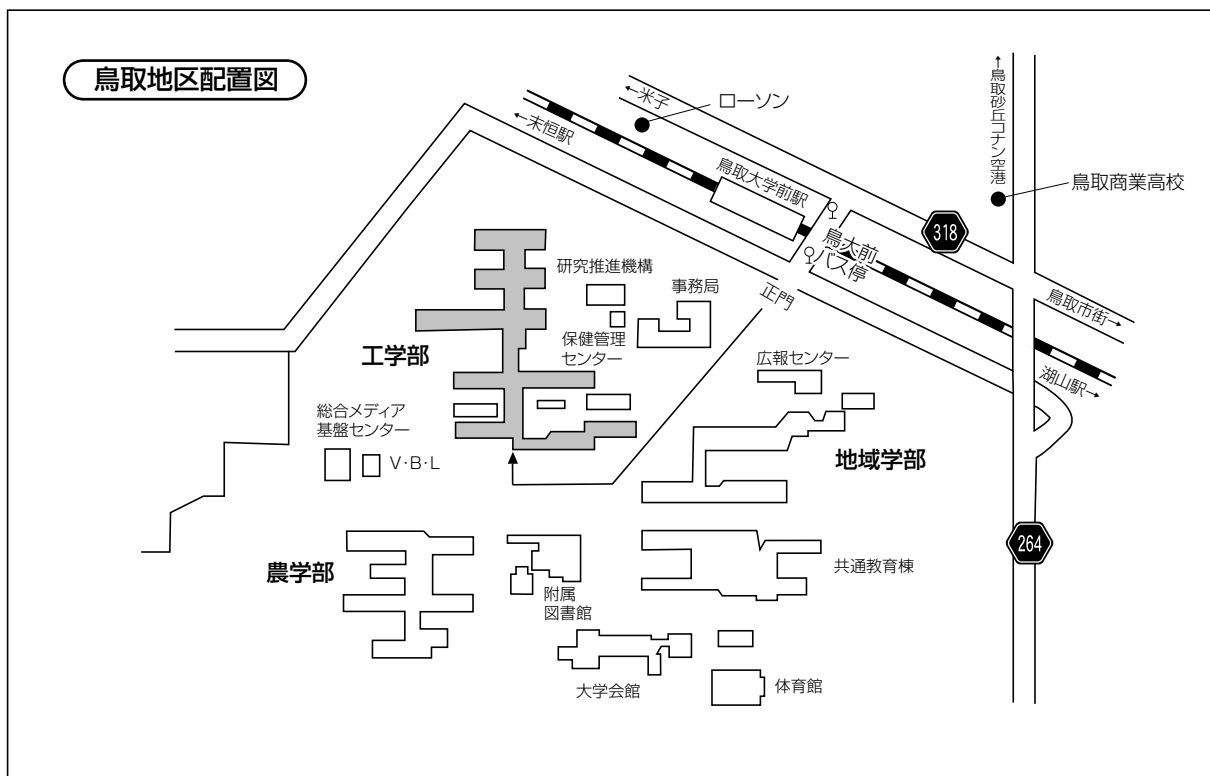 鳥取地区配置図
←米子
ローソン
←末恒駅
鳥取大学前駅
↑鳥取砂丘コナン空港
鳥取商業高校
318
鳥大前
バス停
研究推進機構
事務局
正門
鳥取市街→
保健管理
センター
工学部
広報センター
湖山駅→
総合メディア
基盤センター
V・B・L
地域学部
264
農学部
附属
図書館
共通教育棟
大学会館
体育館